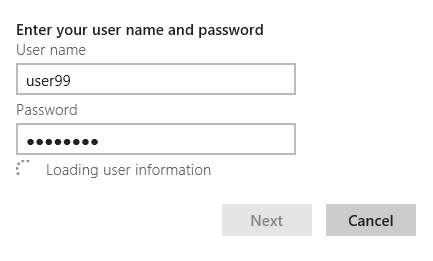 Enter your user name and password
User name
user99
Password
●●●●●●●●
Loading user information
Next
Cancel